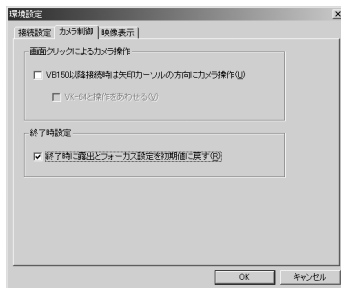 環境設定
接続設定 カメラ制御 映像表示
画面クリックによるカメラ操作
VB150以降接続時は矢印カーソルの方向にカメラ操作(U)
VK-64と操作をあわせる(V)
終了時設定
終了時に露出とフォーカス設定を初期値に戻す(R)
OK キャンセル